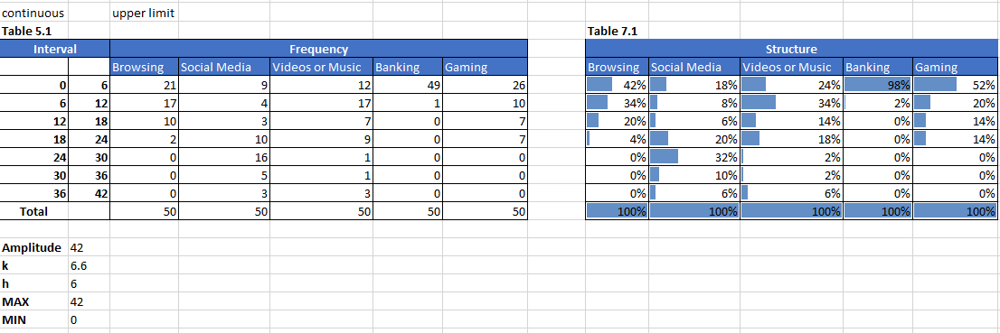 continuous upper limit
Table 5.1 Table 7.1
Interval Frequency Structure
Browsing Social Media Videos or Music Banking Gaming Browsing Social Media Videos or Music Banking Gaming
0 6 21 9 12 49 26 42% 18% 24% 98% 52%
6 12 17 4 17 1 10 34% 8% 34% 2% 20%
12 18 10 3 7 0 7 20% 6% 14% 0% 14%
18 24 2 10 9 0 7 4% 20% 18% 0% 14%
24 30 0 16 1 0 0 0% 32% 2% 0% 0%
30 36 0 5 1 0 0 0% 10% 2% 0% 0%
36 42 0 3 3 0 0 0% 6% 6% 0% 0%
Total 50 50 50 50 50 100% 100% 100% 100% 100%
Amplitude 42
k 6.6
h 6
MAX 42
MIN 0